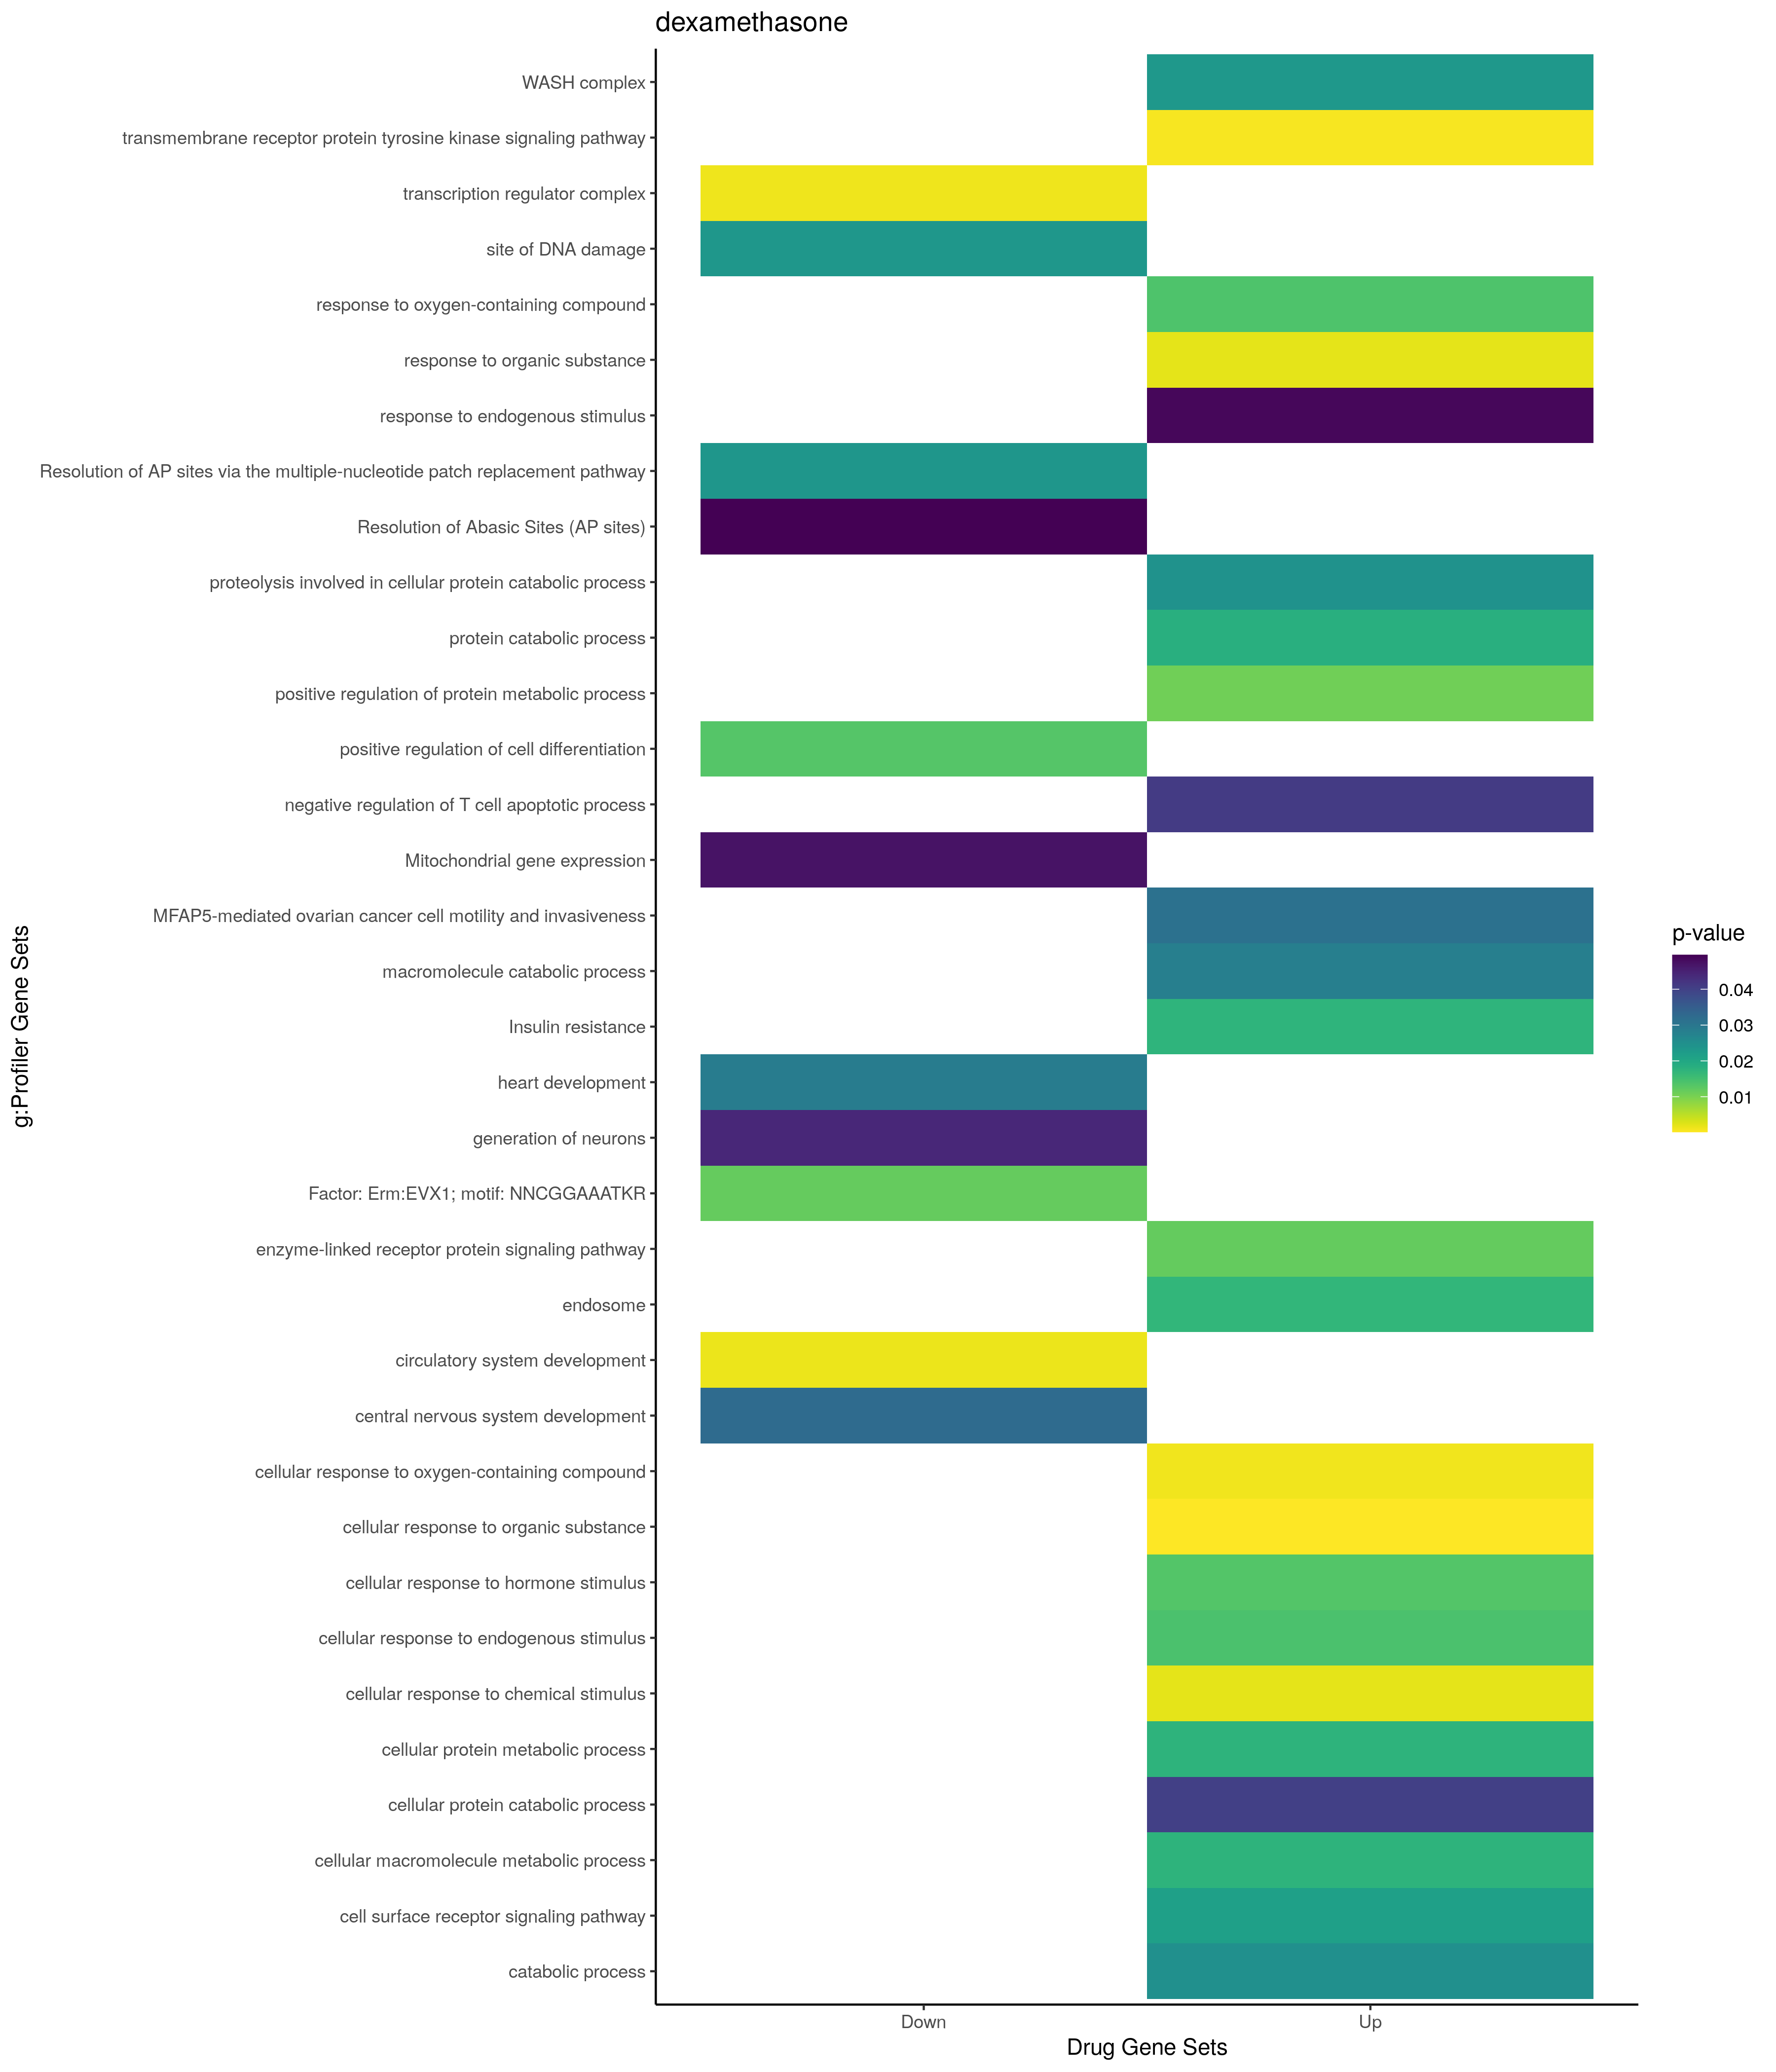 dexamethasone
WASH complex
transmembrane receptor protein tyrosine kinase signaling pathway
transcription regulator complex
site of DNA damage
response to oxygen-containing compound
response to organic substance
response to endogenous stimulus
Resolution of AP sites via the multiple-nucleotide patch replacement pathway
Resolution of Abasic Sites (AP sites)
proteolysis involved in cellular protein catabolic process
protein catabolic process
positive regulation of protein metabolic process
positive regulation of cell differentiation
negative regulation of T cell apoptotic process
Mitochondrial gene expression
MFAP5-mediated ovarian cancer cell motility and invasiveness
macromolecule catabolic process
Insulin resistance
heart development
generation of neurons
Factor: Erm:EVX1; motif: NNCGGAAATKR
enzyme-linked receptor protein signaling pathway
endosome
circulatory system development
central nervous system development
cellular response to oxygen-containing compound
cellular response to organic substance
cellular response to hormone stimulus
cellular response to endogenous stimulus
cellular response to chemical stimulus
cellular protein metabolic process
cellular protein catabolic process
cellular macromolecule metabolic process
cell surface receptor signaling pathway
catabolic process
g:Profiler Gene Sets
Down
Up
Drug Gene Sets
p-value
0.04
0.03
0.02
0.01